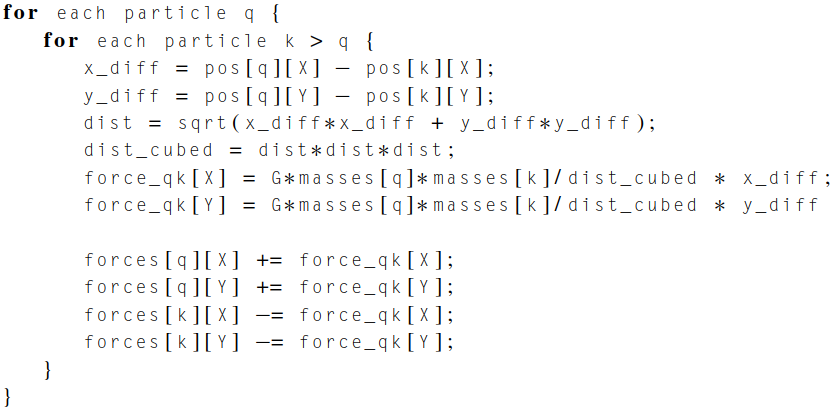 for each particle q {
   for each particle k > q {
      x_diff = pos[q][X] − pos[k][X];
      y_diff = pos[q][Y] − pos[k][Y];
      dist = sqrt(x_diff*x_diff + y_diff*y_diff);
      dist_cubed = dist*dist*dist;
      force_qk[X] = G*masses[q]*masses[k]/dist_cubed * x_diff;
      force_qk[Y] = G*masses[q]*masses[k]/dist_cubed * y_diff

      forces[q][X] += force_qk[X];
      forces[q][Y] += force_qk[Y];
      forces[k][X] −= force_qk[X];
      forces[k][Y] −= force_qk[Y];
   }
}